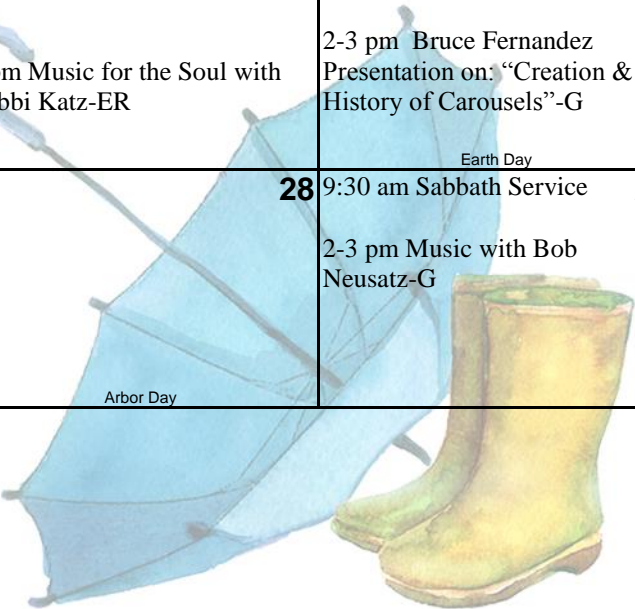 om Music for the Soul with
bbi Katz-ER
2-3 pm Bruce Fernandez
Presentation on: “Creation &
History of Carousels”-G
Earth Day
28
Arbor Day
9:30 am Sabbath Service
2-3 pm Music with Bob
Neusatz-G